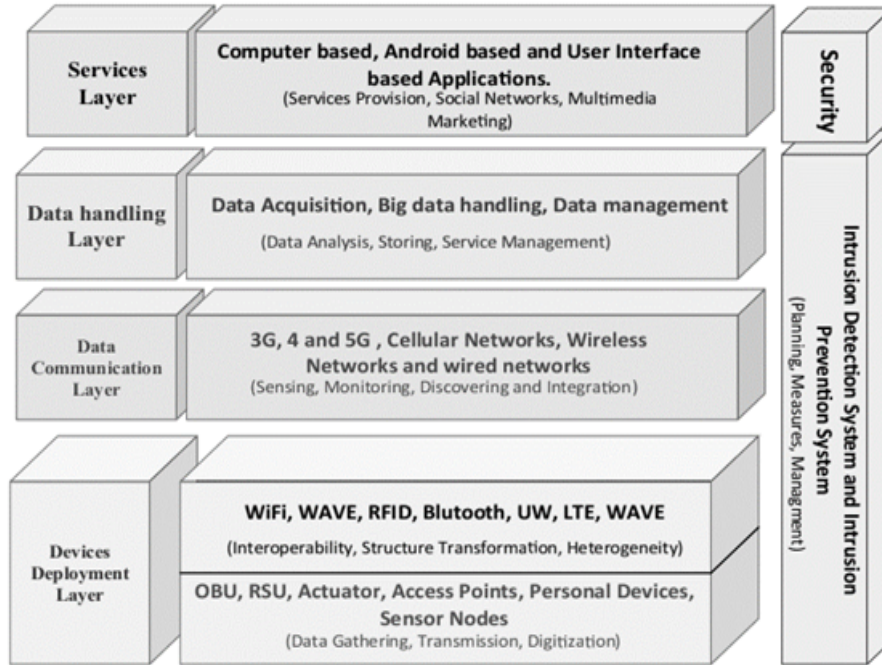 Services
Layer
Computer based, Android based and User Interface
based Applications.
(Services Provision, Social Networks, Multimedia
Marketing)
Security
Data handling
Layer
Data Acquisition, Big data handling, Data management
(Data Analysis, Storing, Service Management)
Data
Communication
Layer
3G, 4 and 5G , Cellular Networks, Wireless
Networks and wired networks
(Sensing, Monitoring, Discovering and Integration)
Devices
Deployment
Layer
WiFi, WAVE, RFID, Blutooth, UW, LTE, WAVE
(Interoperability, Structure Transformation, Heterogeneity)
OBU, RSU, Actuator, Access Points, Personal Devices,
Sensor Nodes
(Data Gathering, Transmission, Digitization)
Intrusion Detection System and Intrusion
Prevention System
(Planning, Measures, Managment)